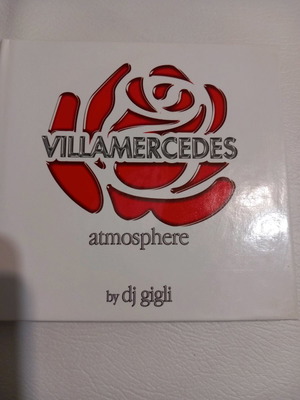 VILLAMERCEDES
atmosphere
by dj gigli